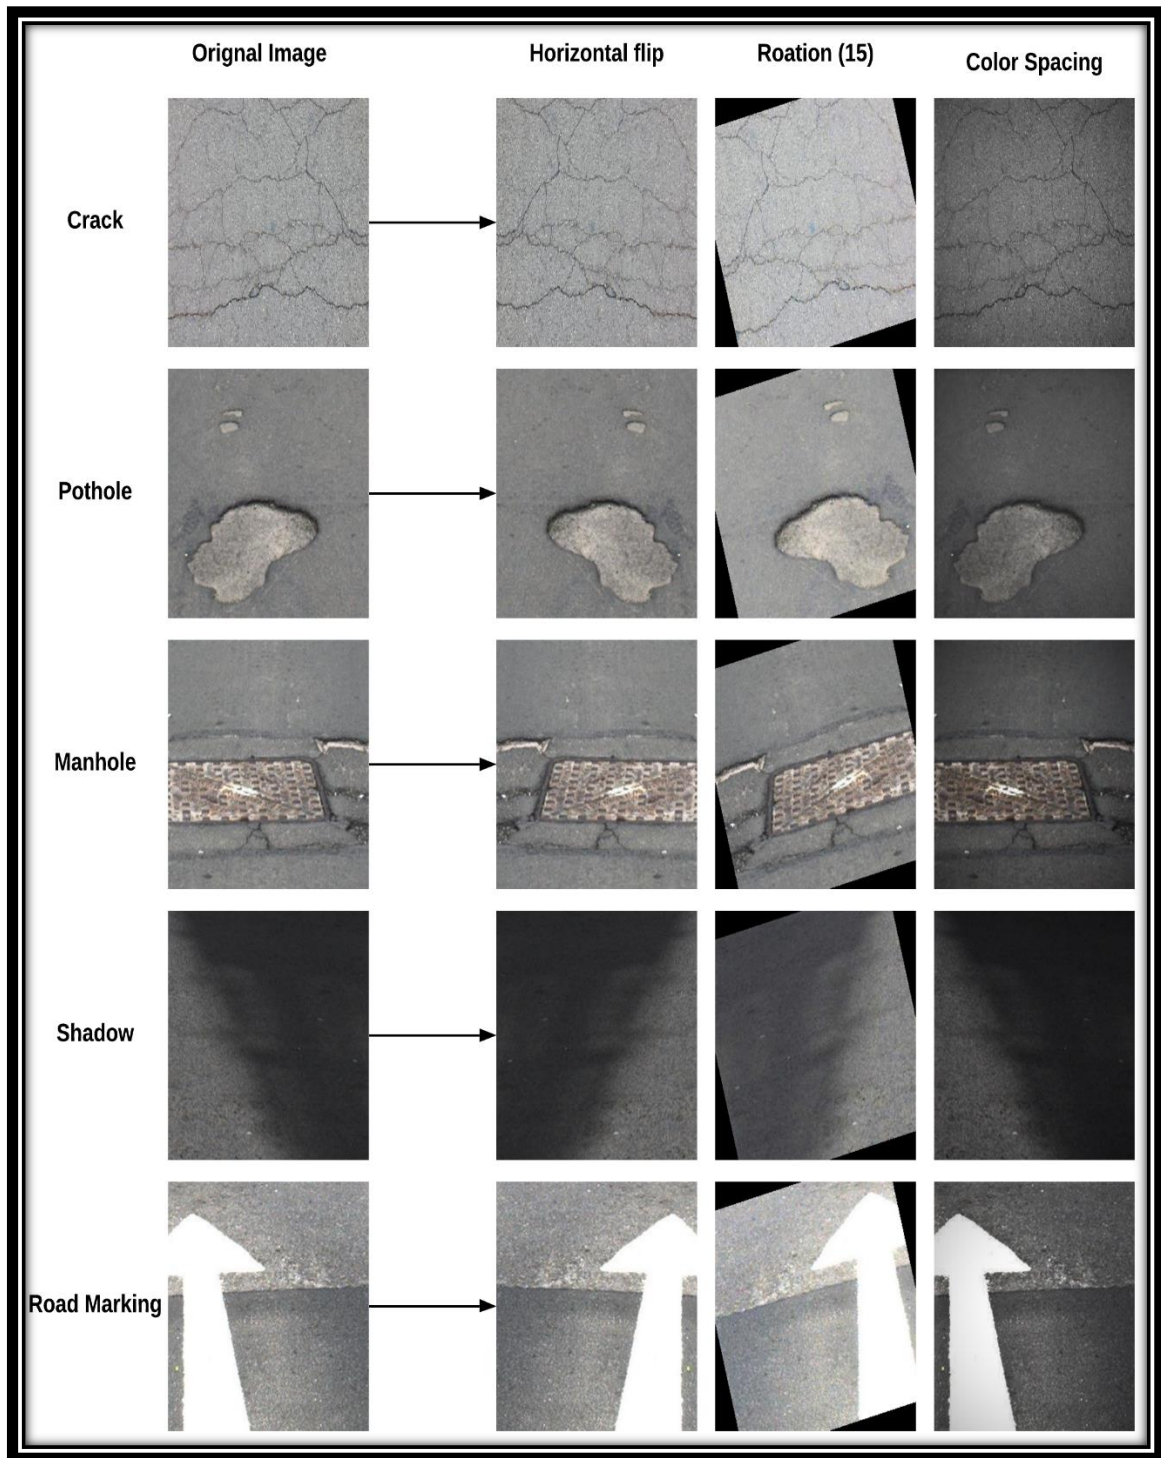 Orignal Image
Horizontal flip
Roation (15)
Color Spacing
Crack
Pothole
Manhole
Shadow
Road Marking